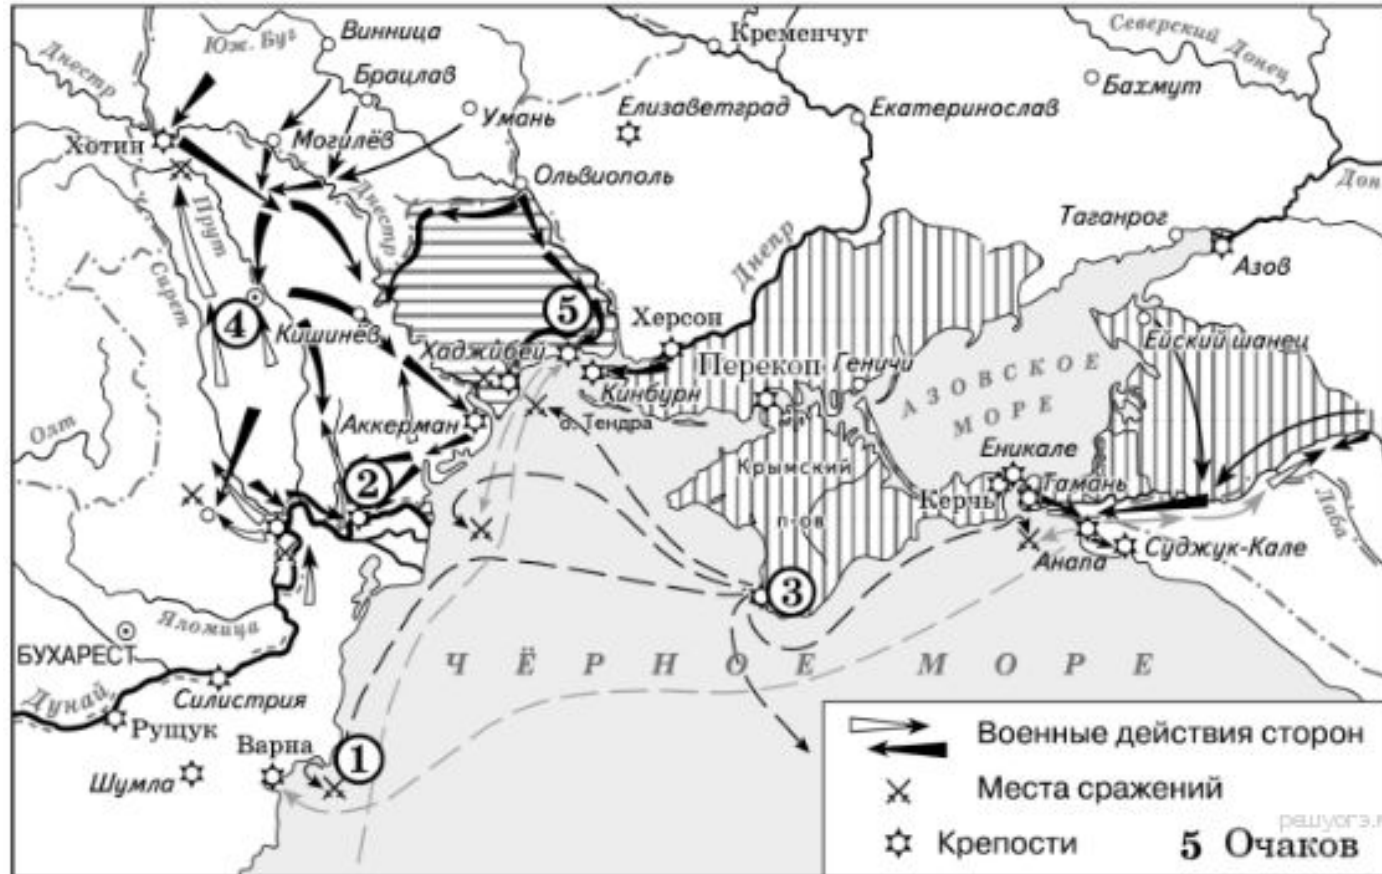 Юж. Буг
Винница
Кременчуг
Северский Донец
Днестр
Брацлав
Бахмут
Умань
Елизаветград
Екатеринослав
Хотин
Могилёв
Ольвиополь
Днестр
Дон
Прут
Таганрог
Днепр
Азов
Сирет
4
5
Херсон
Кишинёв
Хаджибей
Перекоп
Геничи
Ейский шанец
Кинбурн
АЗОВСКОЕ
МОРЕ
о. Тендра
Олт
Аккерман
Еникале
2
Крымский
п-ов
Керчь
Тамань
Лаба
Анапа
Суджук-Кале
3
Яломица
БУХАРЕСТ
ЧЁРНОЕ МОРЕ
Силистрия
Дунай
Рущук
Варна
1
Шумла
Военные действия сторон
Места сражений
Крепости
5 Очаков